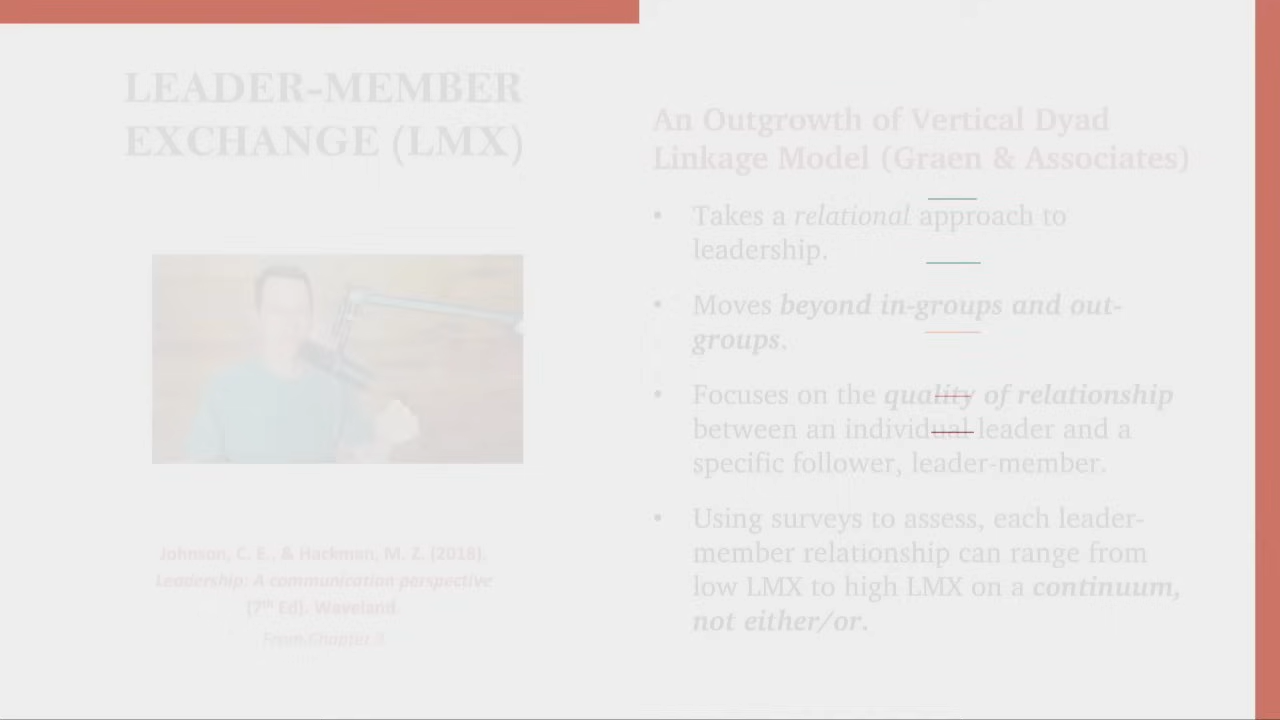 LEADER-MEMBER
EXCHANGE (LMX)
Johnson, C. E., & Hackman, M. Z. (2018).
Leadership: A communication perspective
(7th Ed). Waveland.
From Chapter 3
An Outgrowth of Vertical Dyad
Linkage Model (Graen & Associates)
• Takes a relational approach to
leadership.
• Moves beyond in-groups and out-
groups.
• Focuses on the quality of relationship
between an individual leader and a
specific follower, leader-member.
• Using surveys to assess, each leader-
member relationship can range from
low LMX to high LMX on a continuum,
not either/or.